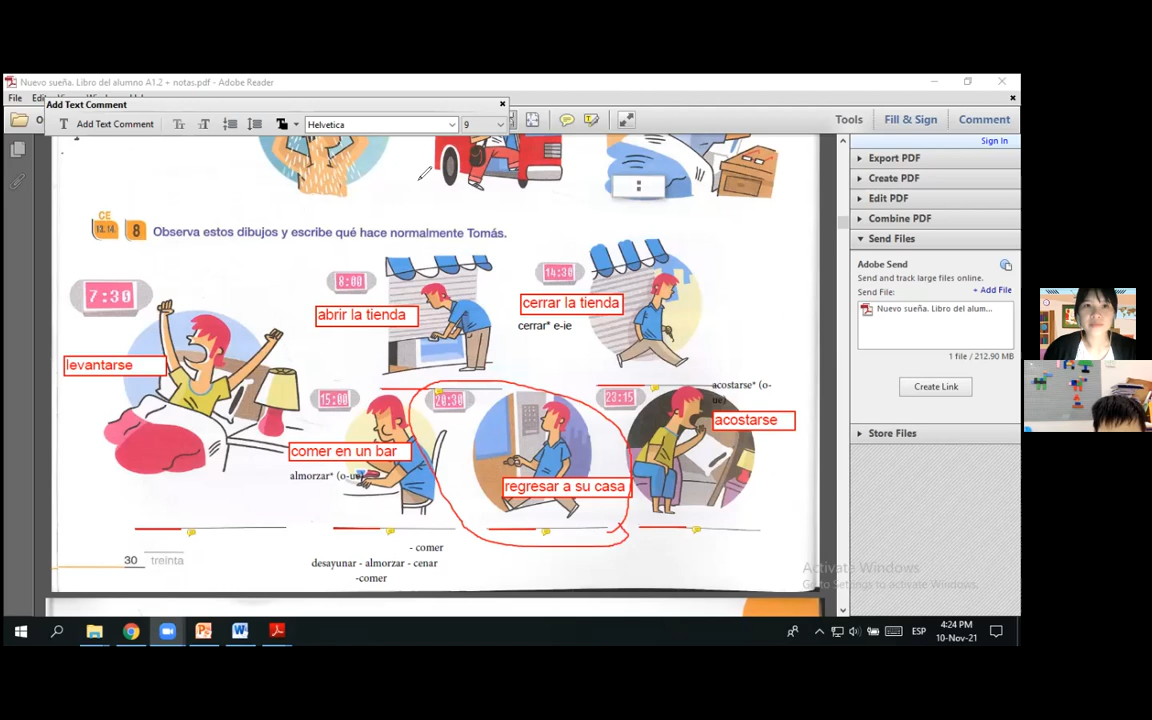 Nuevo sueña. Libro del alumno A1.2 + notas.pdf - Adobe Reader
File
Add Text Comment
T Add Text Comment
Helvetica
9
Tools
Fill & Sign
Comment
Sign In
Export PDF
Create PDF
Edit PDF
Combine PDF
Send Files
Adobe Send
Send and track large files online.
Send File:
+ Add File
Nuevo sueña. Libro del alum...
1 file / 212.90 MB
Create Link
Store Files
CE
13, 14
8
Observa estos dibujos y escribe qué hace normalmente Tomás.
7:30
levantarse
8:00
abrir la tienda
14:30
cerrar la tienda
cerrar* e-ie
15:00
comer en un bar
almorzar* (o-ue)
20:30
regresar a su casa
23:15
acostarse* (o-
ue)
acostarse
- comer
desayunar - almorzar - cenar
-comer
30 treinta
Activate Windows
Go to Settings to activate Windows.
ESP
4:24 PM
10-Nov-21